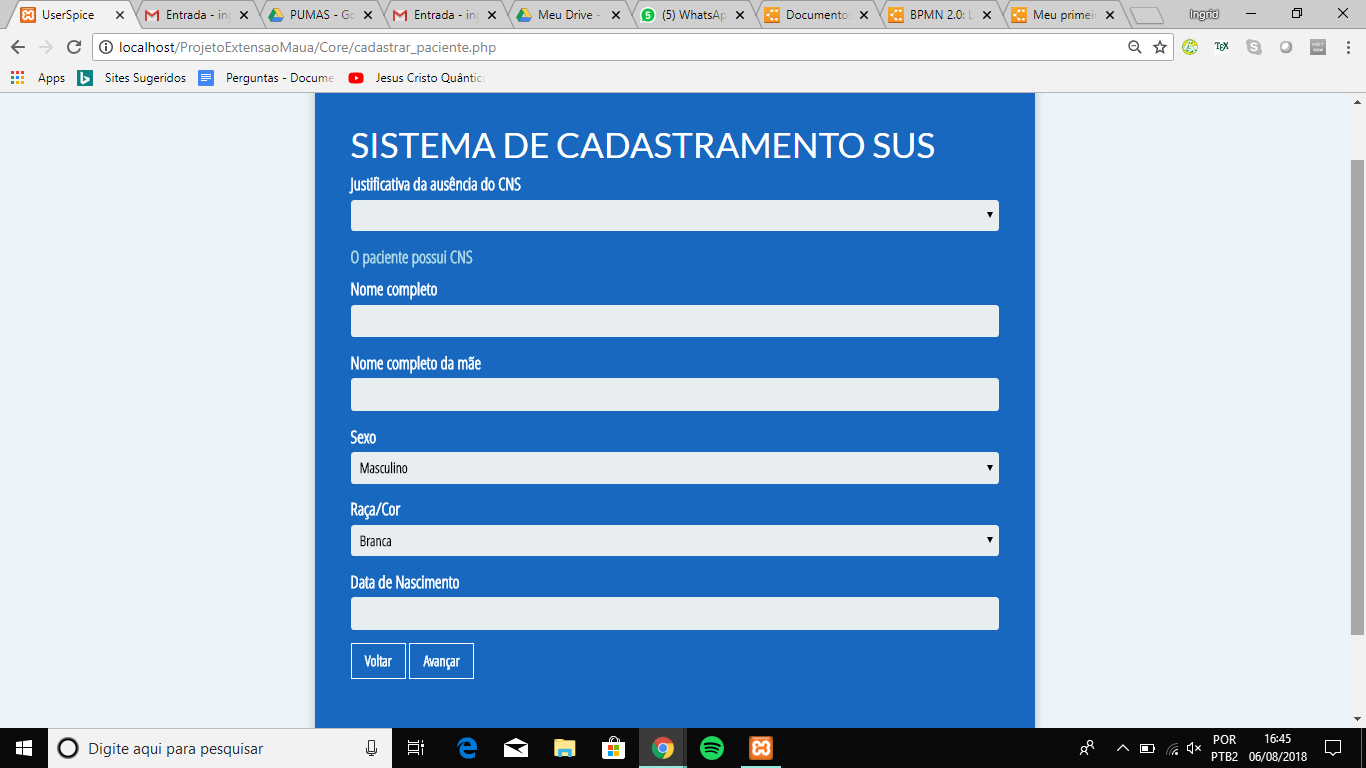 UserSpice
Entrada - ing
PUMAS - Go
Entrada - ing
Meu Drive -
(5) WhatsAp
Documentos
BPMN 2.0: L
Meu primei
Ingrid
localhost/ProjetoExtensaoMaua/Core/cadastrar_paciente.php
Apps
Sites Sugeridos
Perguntas - Docume
Jesus Cristo Quântic
SISTEMA DE CADASTRAMENTO SUS
Justificativa da ausência do CNS
O paciente possui CNS
Nome completo
Nome completo da mãe
Sexo
Masculino
Raça/Cor
Branca
Data de Nascimento
Voltar
Avançar
Digite aqui para pesquisar
POR
PTB2
16:45
06/08/2018